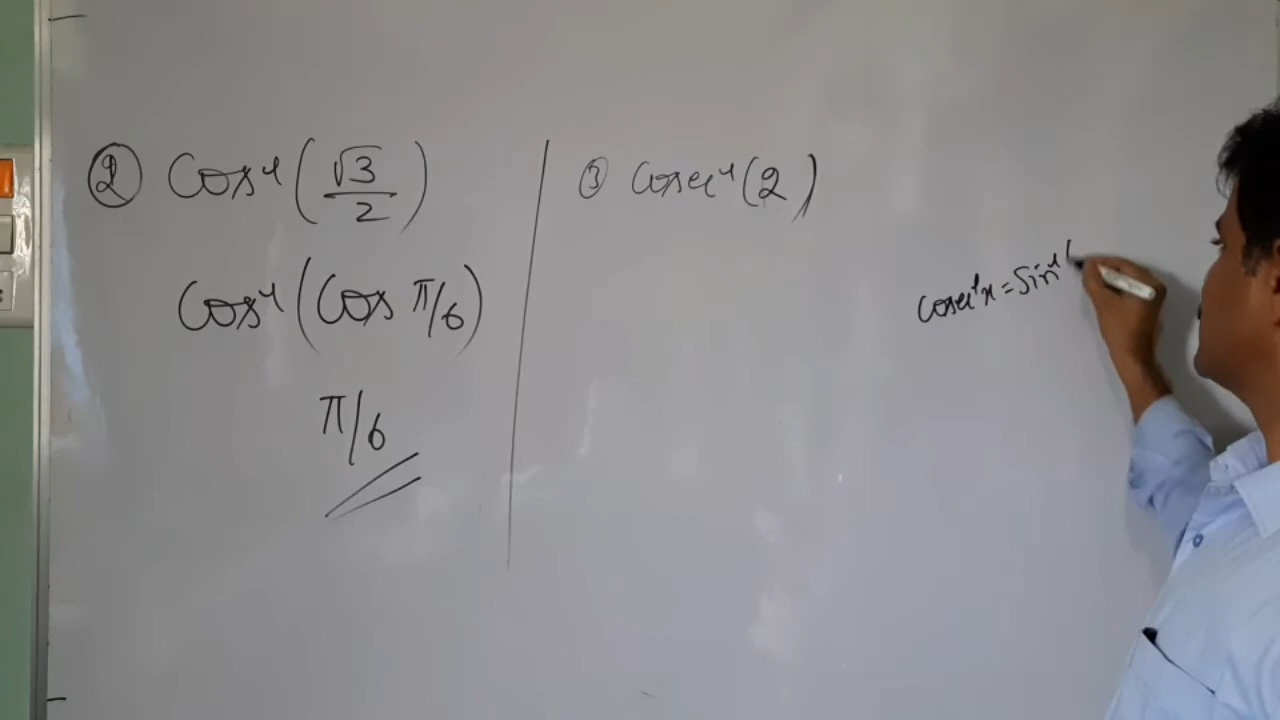 ② Cos⁻¹(√3/2)
Cos⁻¹(Cos π/6)
π/6
③ Cosec⁻¹(2)
Cosec⁻¹x = Sin⁻¹(